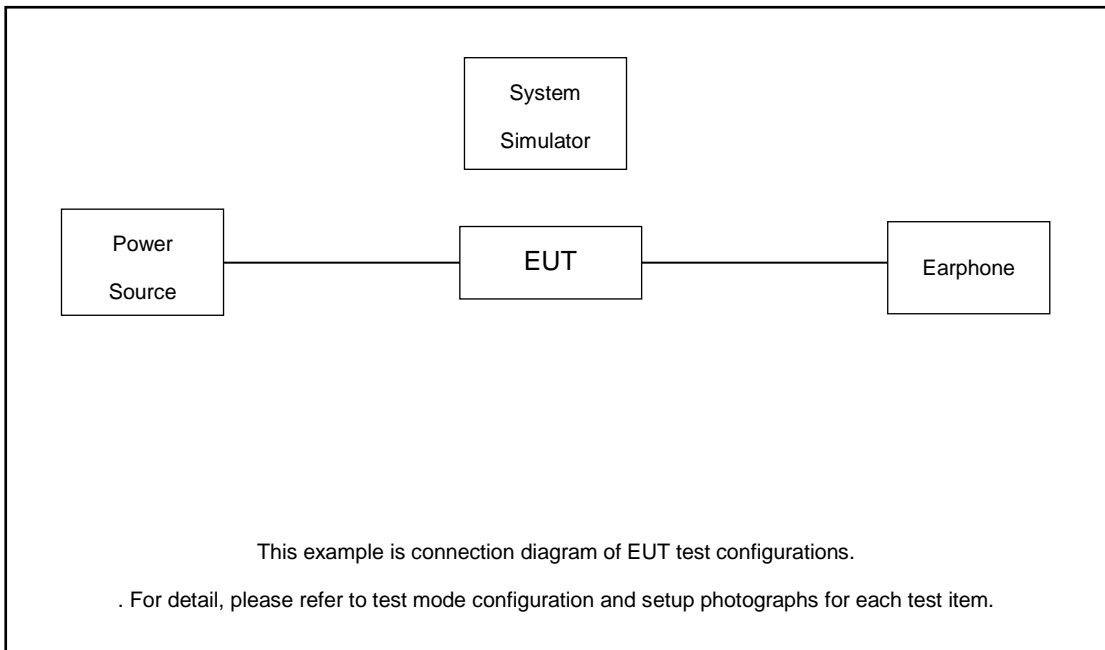 System
Simulator
Power
Source
EUT
Earphone
This example is connection diagram of EUT test configurations.
. For detail, please refer to test mode configuration and setup photographs for each test item.